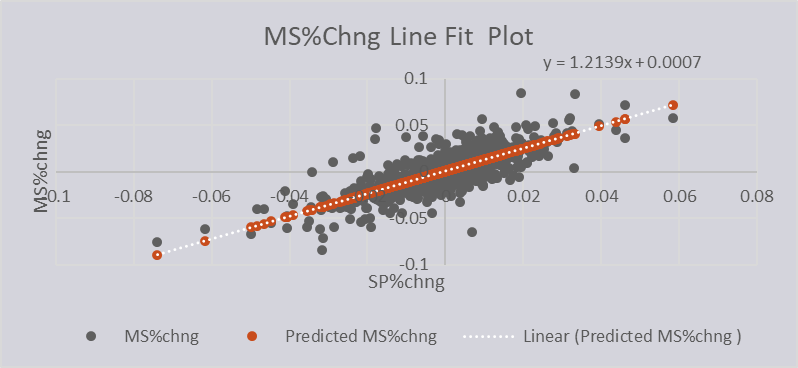 MS%Chng Line Fit Plot
y = 1.2139x + 0.0007
0.1
0.05
0
-0.1 -0.08 -0.06 -0.04 -0.02 0 0.02 0.04 0.06 0.08
-0.05
-0.1
MS%chng
SP%chng
MS%chng Predicted MS%chng Linear (Predicted MS%chng )